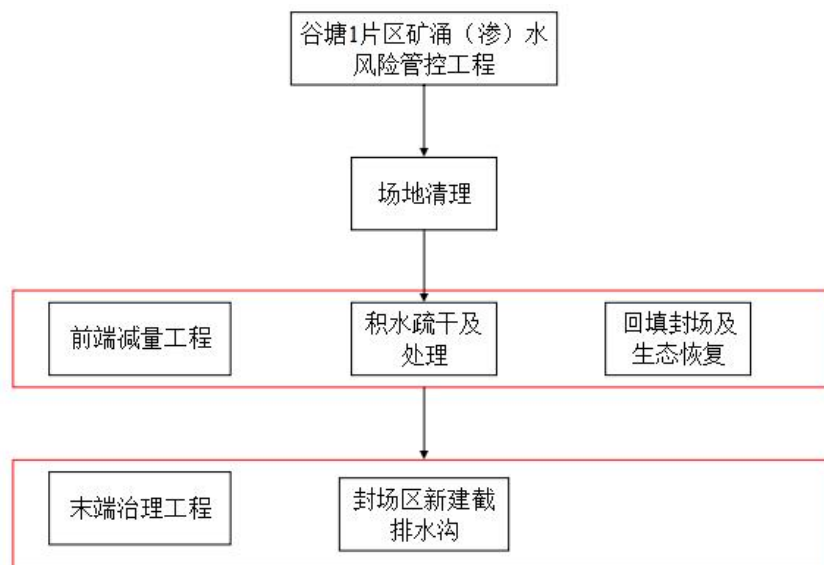 谷塘1片区矿涌（渗）水
风险管控工程
场地清理
前端减量工程
积水疏干及
处理
回填封场及
生态恢复
末端治理工程
封场区新建截
排水沟